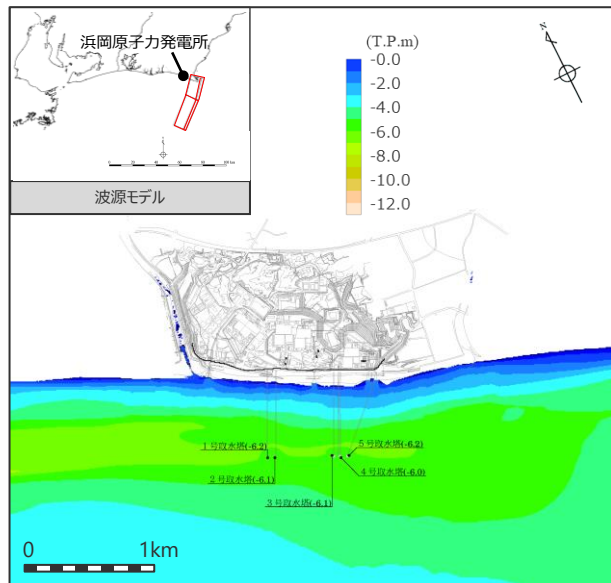 浜岡原子力発電所
波源モデル
(T.P.m)
-0.0
-2.0
-4.0
-6.0
-8.0
-10.0
-12.0
N
1号取水塔(-6.2)
2号取水塔(-6.1)
3号取水塔(-6.1)
5号取水塔(-6.2)
4号取水塔(-6.0)
0 1km